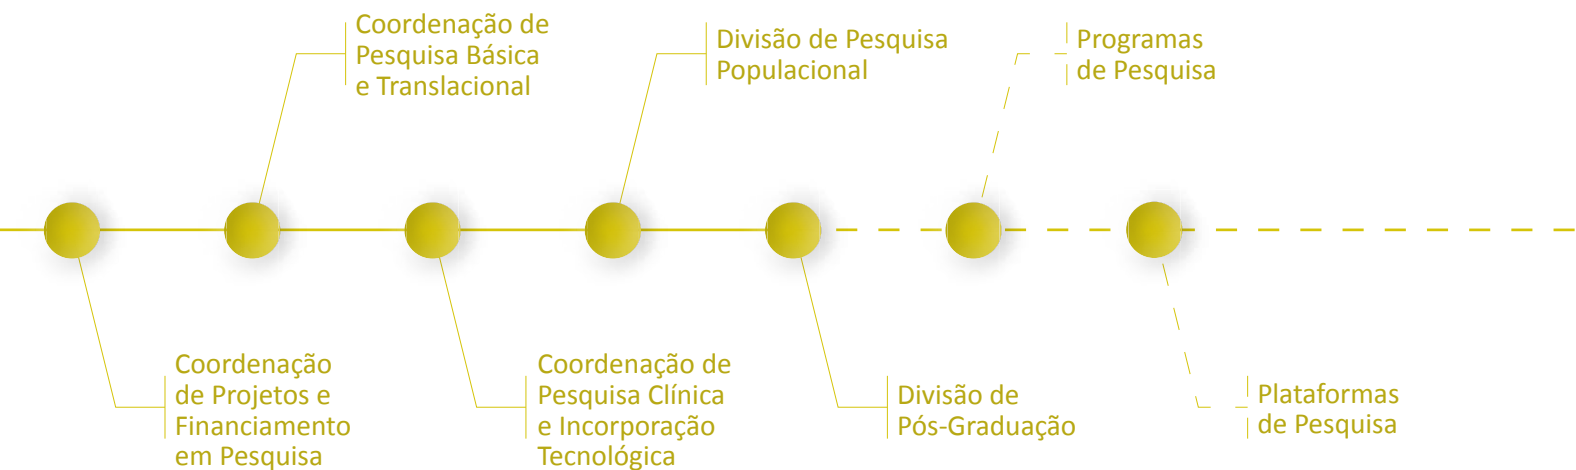 Coordenação de
Pesquisa Básica
e Translacional
Divisão de Pesquisa
Populacional
Programas
de Pesquisa
Coordenação
de Projetos e
Financiamento
em Pesquisa
Coordenação de
Pesquisa Clínica
e Incorporação
Tecnológica
Divisão de
Pós-Graduação
Plataformas
de Pesquisa